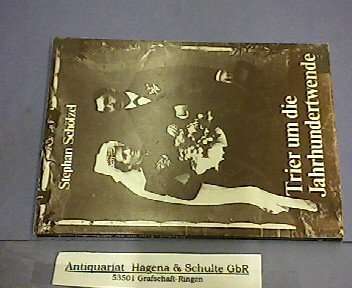 Stephan Schölzel
Trier um die
Jahrhundertwende
Antiquariat Hagena & Schulte GbR
53501 Grafschaft-Ringen